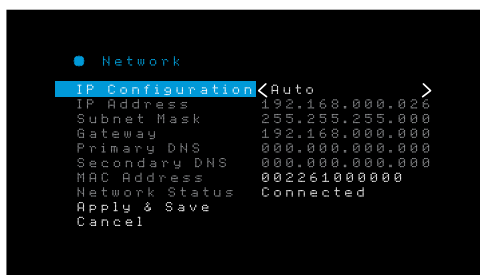 Network
IP Configuration Auto
IP Address 192.168.000.026
Subnet Mask 255.255.255.000
Gateway 192.168.000.000
Primary DNS 000.000.000.000
Secondary DNS 000.000.000.000
MAC Address 002261000000
Network Status Connected
Apply & Save
Cancel